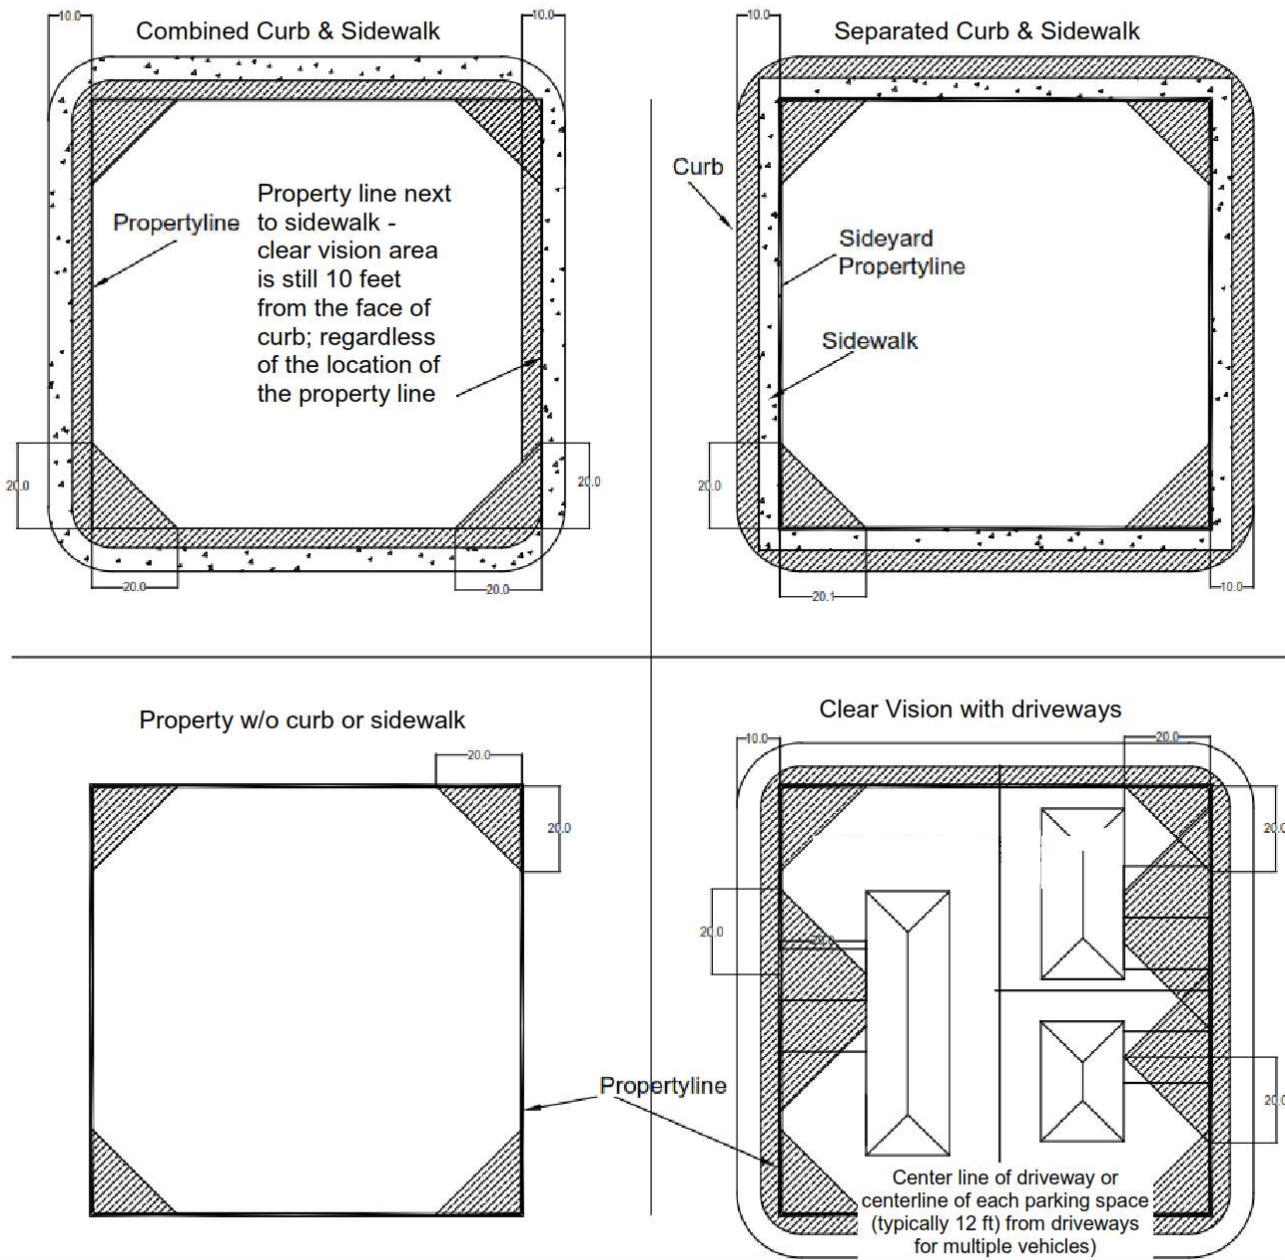 10.0
10.0
Combined Curb & Sidewalk
Propertyline
Property line next
to sidewalk -
clear vision area
is still 10 feet
from the face of
curb; regardless
of the location of
the property line
20.0
20.0
20.0
20.0
10.0
Separated Curb & Sidewalk
Curb
Sideyard
Propertyline
Sidewalk
20.0
20.1
10.0
Property w/o curb or sidewalk
20.0
20.0
Propertyline
Clear Vision with driveways
10.0
20.0
20.0
20.0
20.0
20.0
Center line of driveway or
centerline of each parking space
(typically 12 ft) from driveways
for multiple vehicles)